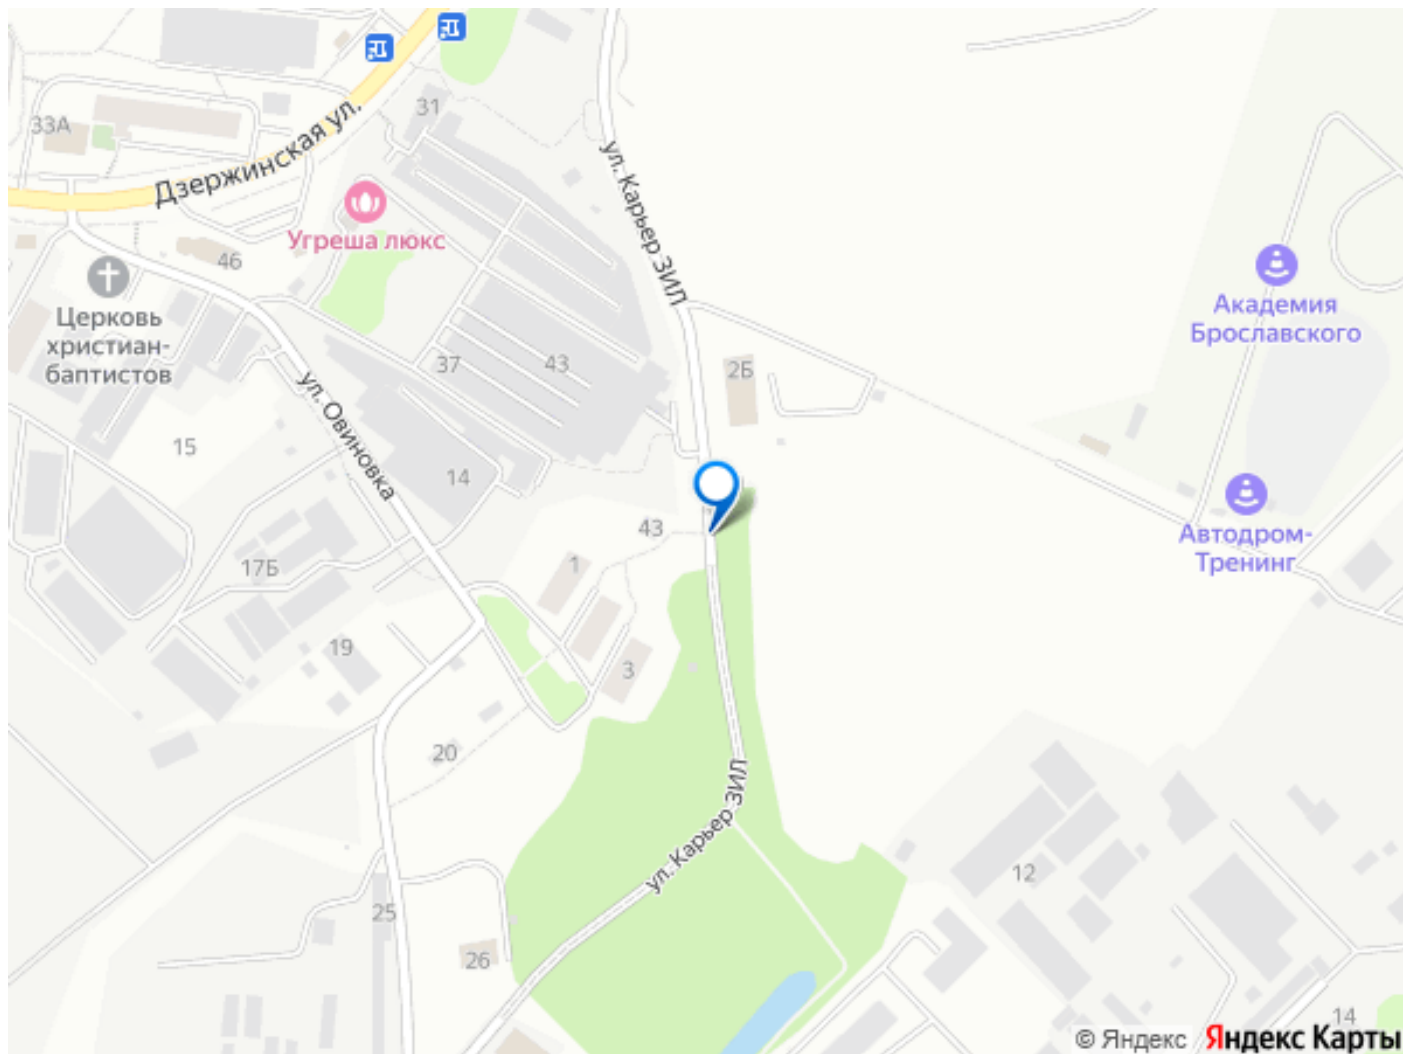 31
33А
Дзержинская ул.
ул. Карьер ЗИЛ
Угреша люкс
46
Церковь
христиан-
баптистов
Академия
Брославского
37
43
2Б
ул. Овиновка
15
14
43
Автодром-
Тренинг
1
17Б
19
3
20
ул. Карьер ЗИЛ
12
25
26
14
© Яндекс Яндекс Карты